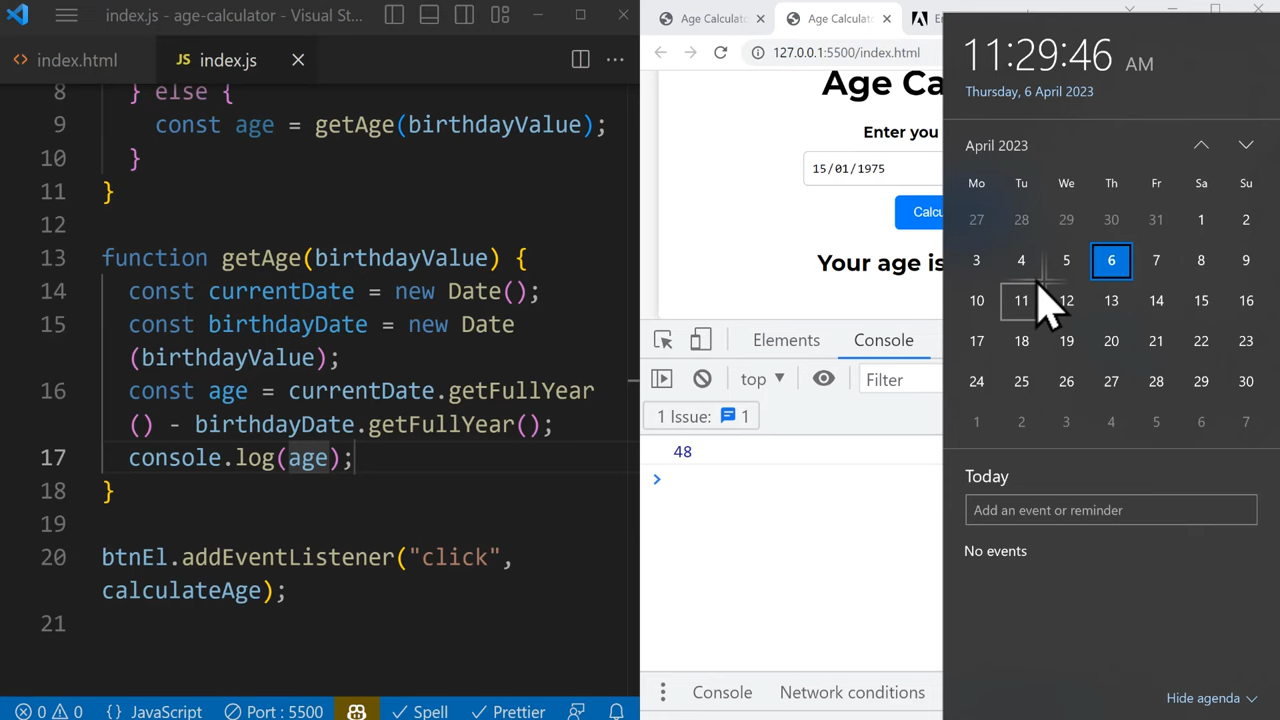 index.js - age-calculator - Visual St...
index.html
JS index.js
8 } else {
9 const age = getAge(birthdayValue);
10 }
11 }
12
13 function getAge(birthdayValue) {
14 const currentDate = new Date();
15 const birthdayDate = new Date
(birthdayValue);
16 const age = currentDate.getFullYear
() - birthdayDate.getFullYear();
17 console.log(age);
18 }
19
20 btnEl.addEventListener("click",
calculateAge);
21
0 0 {} JavaScript Port : 5500 Spell Prettier
Age Calculat
Age Calculat
127.0.0.1:5500/index.html
Age Ca
Enter you
15/01/1975
Calcu
Your age is
Elements Console
top Filter
1 Issue: 1
48
Console Network conditions
11:29:46 AM
Thursday, 6 April 2023
April 2023
Mo Tu We Th Fr Sa Su
27 28 29 30 31 1 2
3 4 5 6 7 8 9
10 11 12 13 14 15 16
17 18 19 20 21 22 23
24 25 26 27 28 29 30
1 2 3 4 5 6 7
Today
Add an event or reminder
No events
Hide agenda